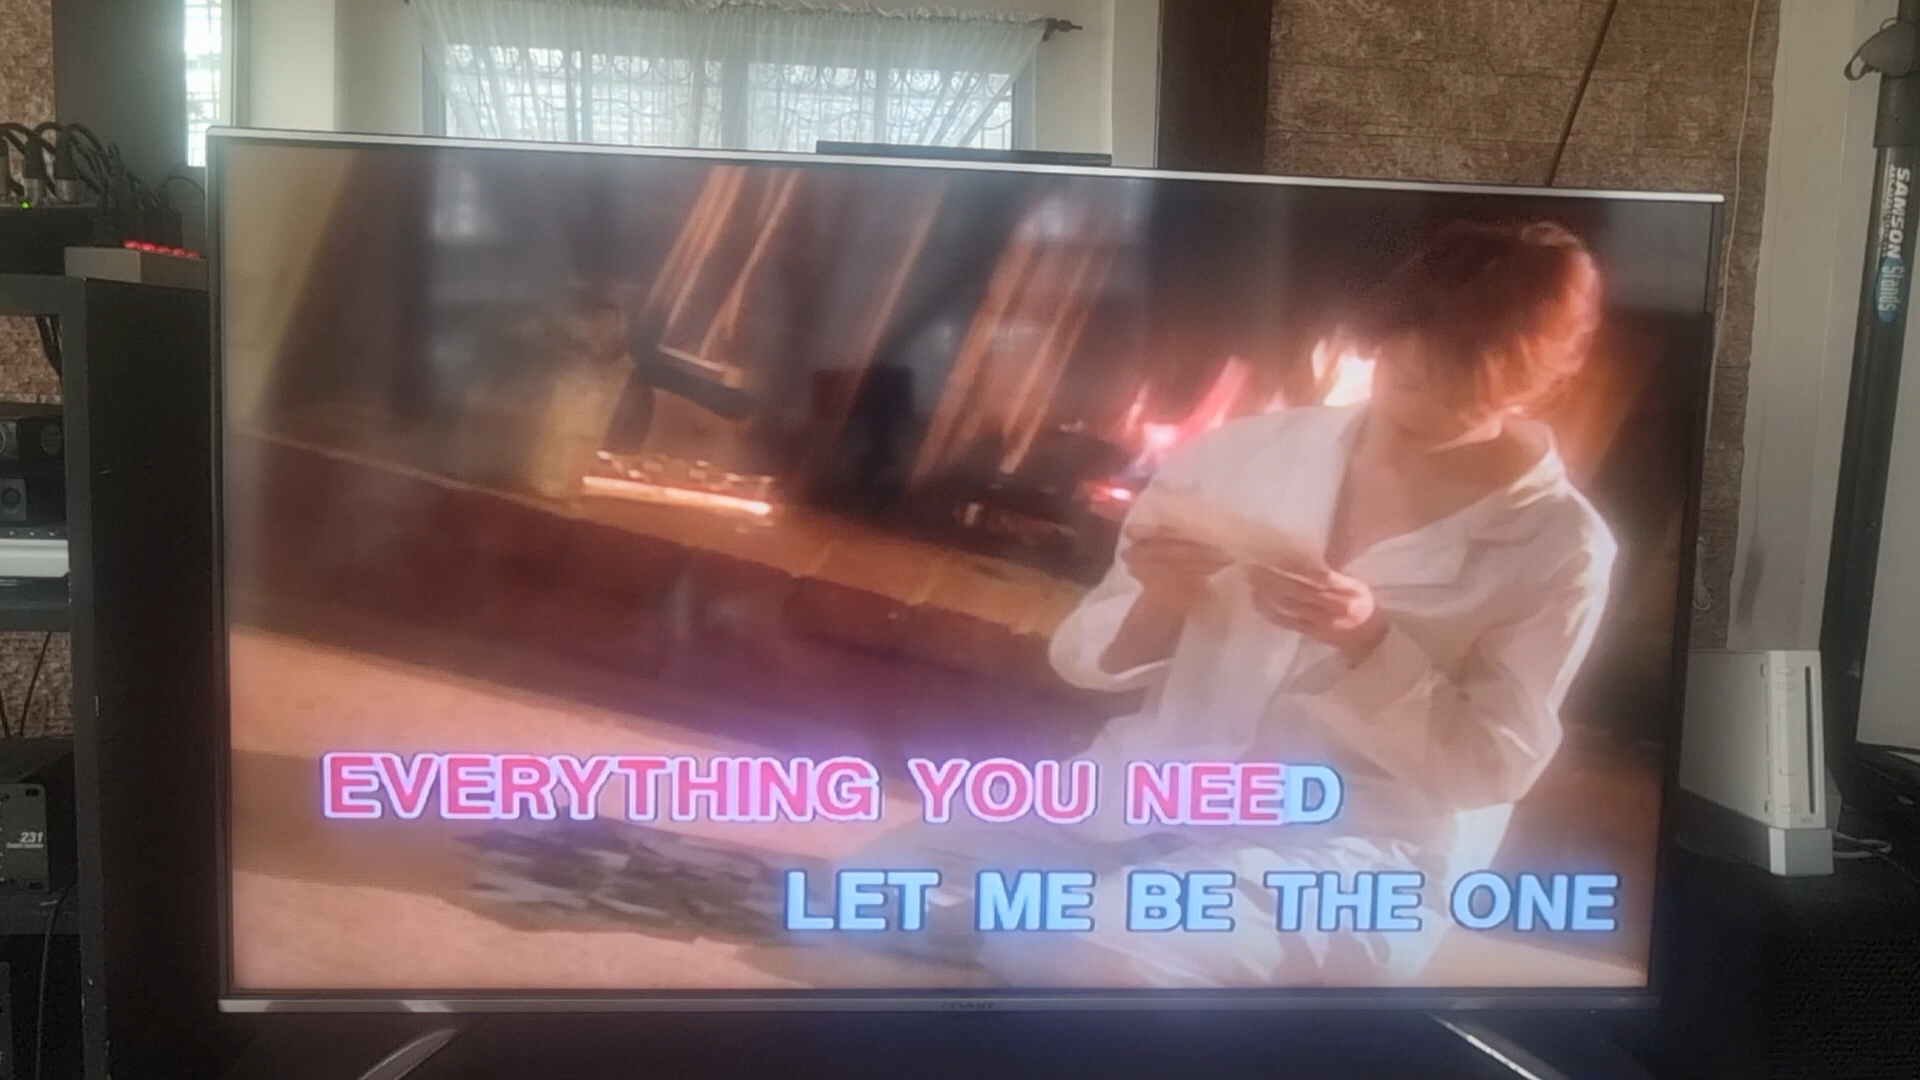 EVERYTHING YOU NEED
LET ME BE THE ONE
SAMSON Stands
231